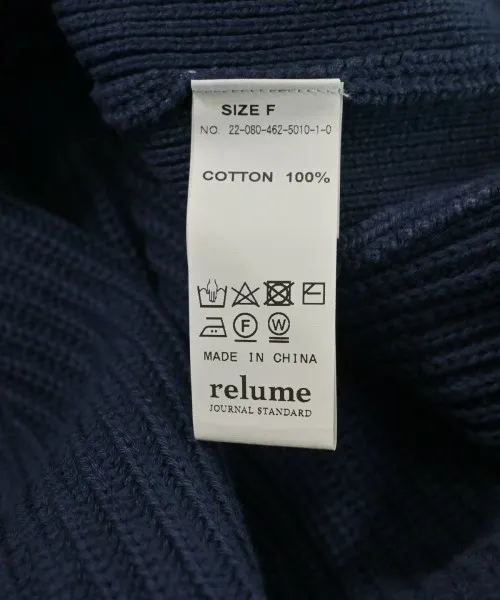 SIZE F
NO. 22-080-462-5010-1-0
COTTON 100%
F W
MADE IN CHINA
relume
JOURNAL STANDARD